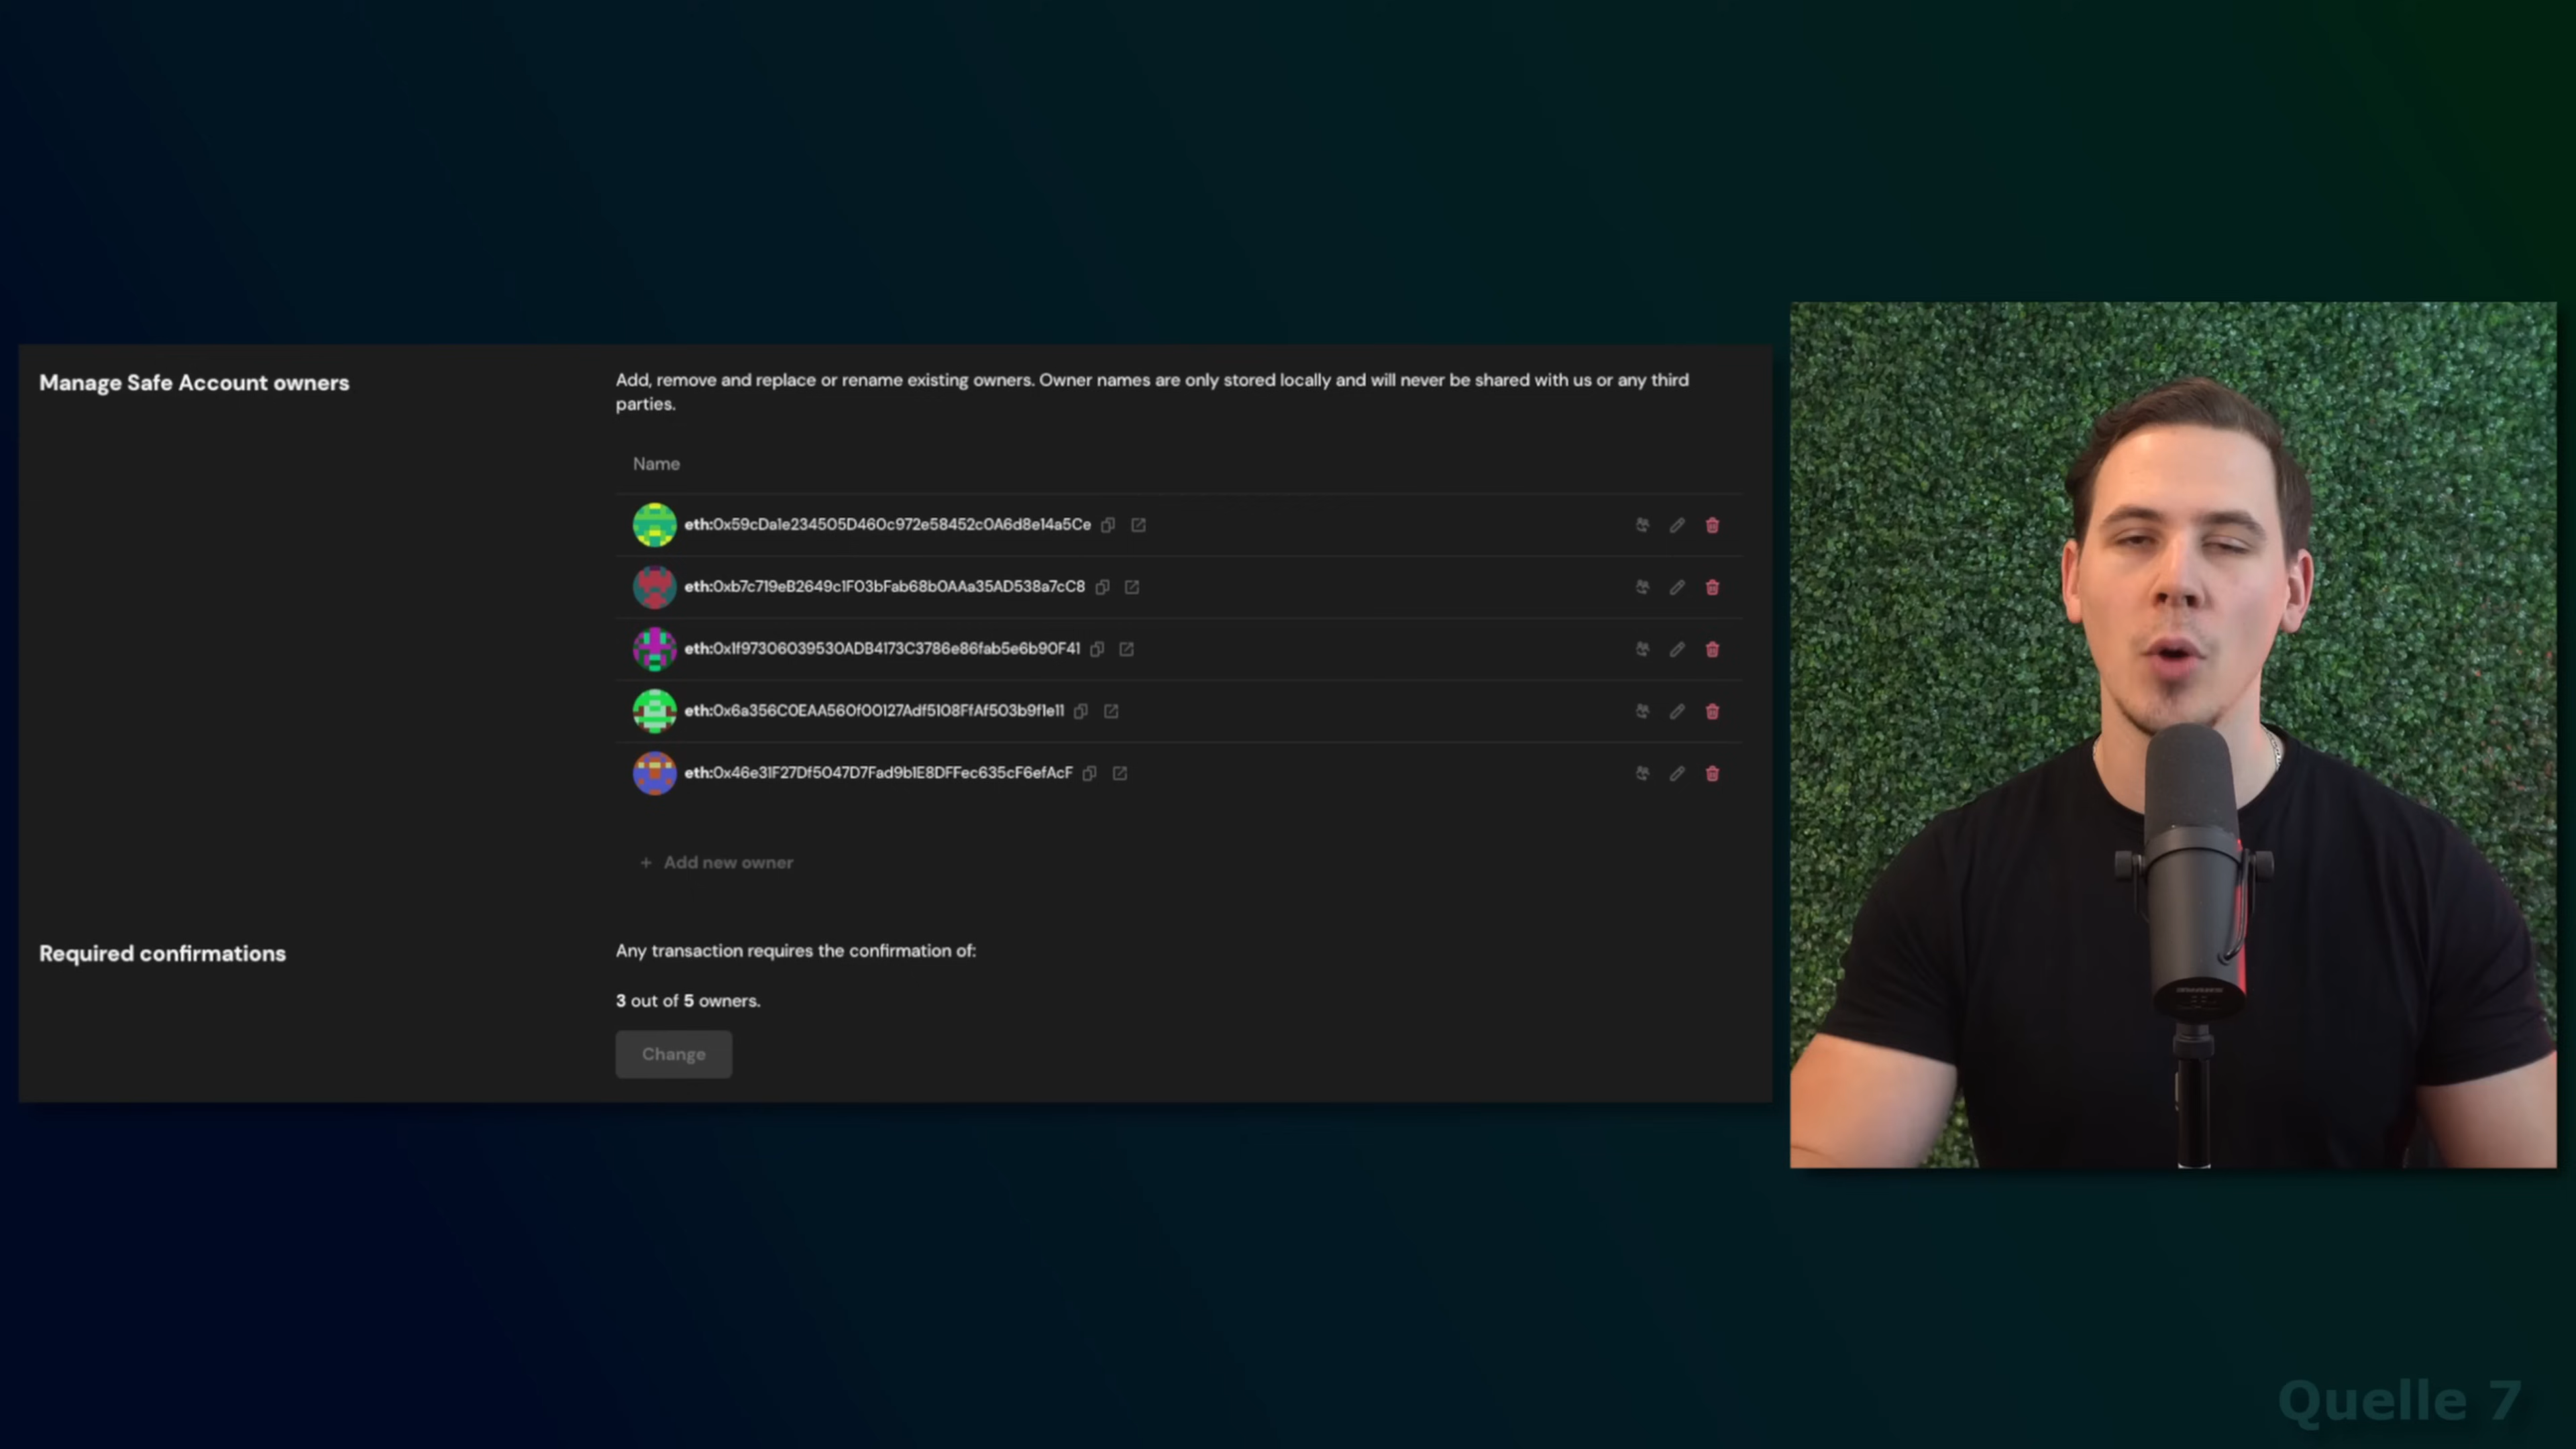 Manage Safe Account owners
Add, remove and replace or rename existing owners. Owner names are only stored locally and will never be shared with us or any third
parties.
Name
eth:0x59cDa1e234505D460c972e58452c0A6d8e14a5Ce
eth:0xb7c719eB2649c1F03bFab68b0AAa35AD538a7cC8
eth:0x1f97306039530ADB4173C3786e86fab5e6b90F41
eth:0x6a356C0EAA560f00127Adf5108FfAf503b9f1e11
eth:0x46e31F27Df5047D7Fad9b1E8DFFec635cF6efAcF
+ Add new owner
Required confirmations
Any transaction requires the confirmation of:
3 out of 5 owners.
Change
Quelle 7